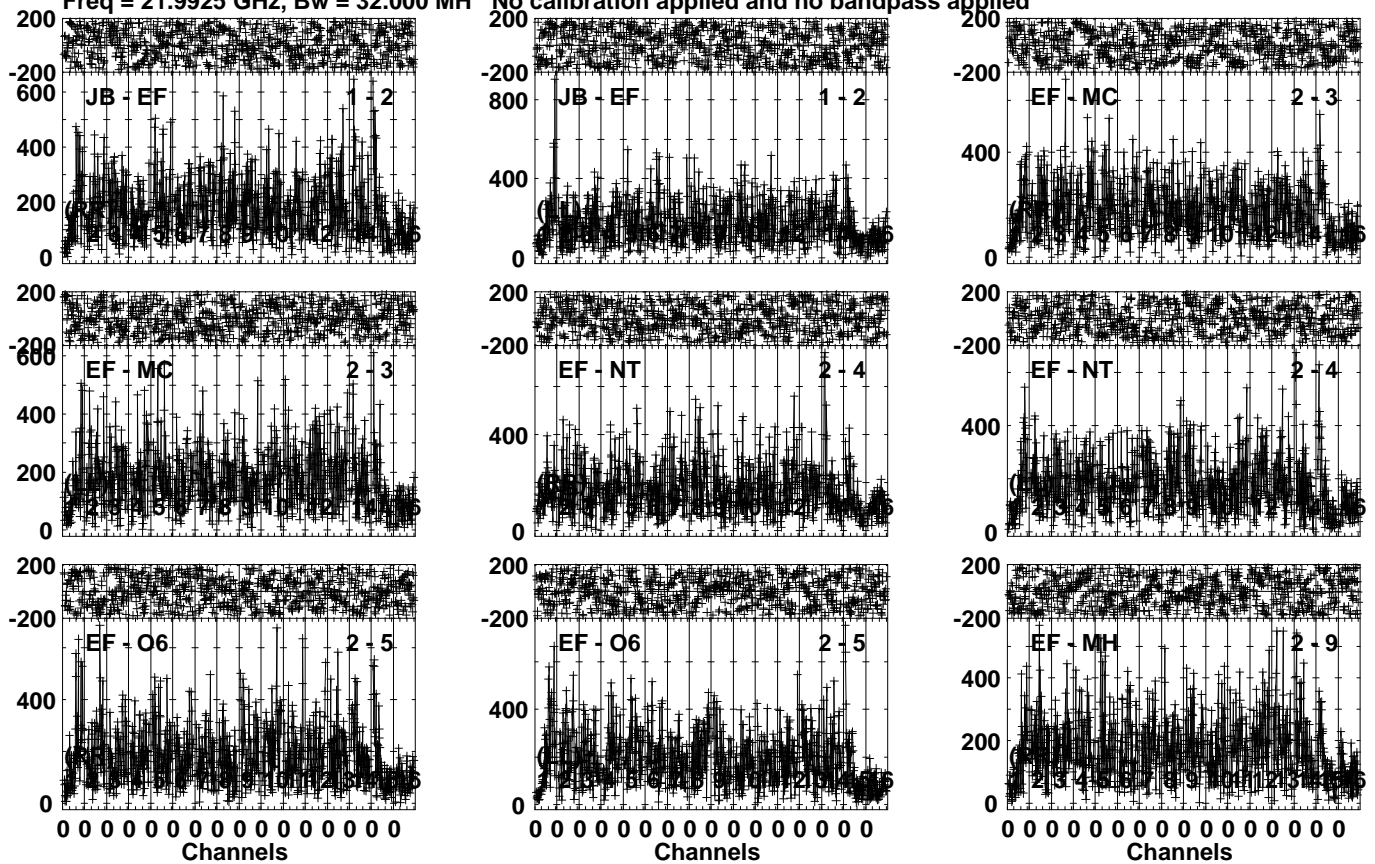 Freq = 21.9925 GHz, Bw = 32.000 MH No calibration applied and no bandpass applied
200 200 200
-200 -200 -200
600 JB - EF 1 - 2 800 JB - EF 1 - 2 EF - MC 2 - 3
400 400 400
200
0 0 0
200 200 200
-200 -200 -200
600 EF - MC 2 - 3 EF - NT 2 - 4 EF - NT 2 - 4
400 400 400
200
0 0 0
200 200 200
-200 -200 -200
EF - O6 2 - 5 EF - O6 2 - 5 EF - MH 2 - 9
400 400 400
200
0 0 0
0 0 0 0 0 0 0 0 0 0 0 0 0 0 0 0 0 0 0 0 0 0 0 0 0 0 0 0 0 0 0 0 0 0 0 0 0 0 0 0 0 0 0 0 0 0 0 0
Channels Channels Channels